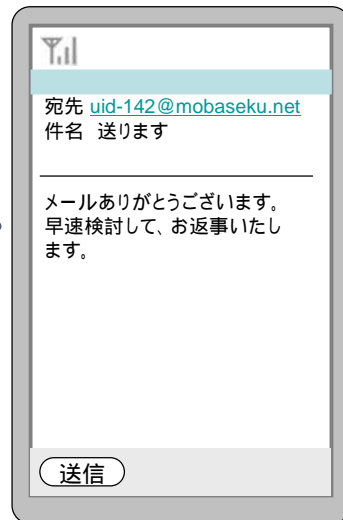 宛先 uid-142@mobaseku.net
件名 送ります
メールありがとうございます。
早速検討して、お返事いたし
ます。
送信